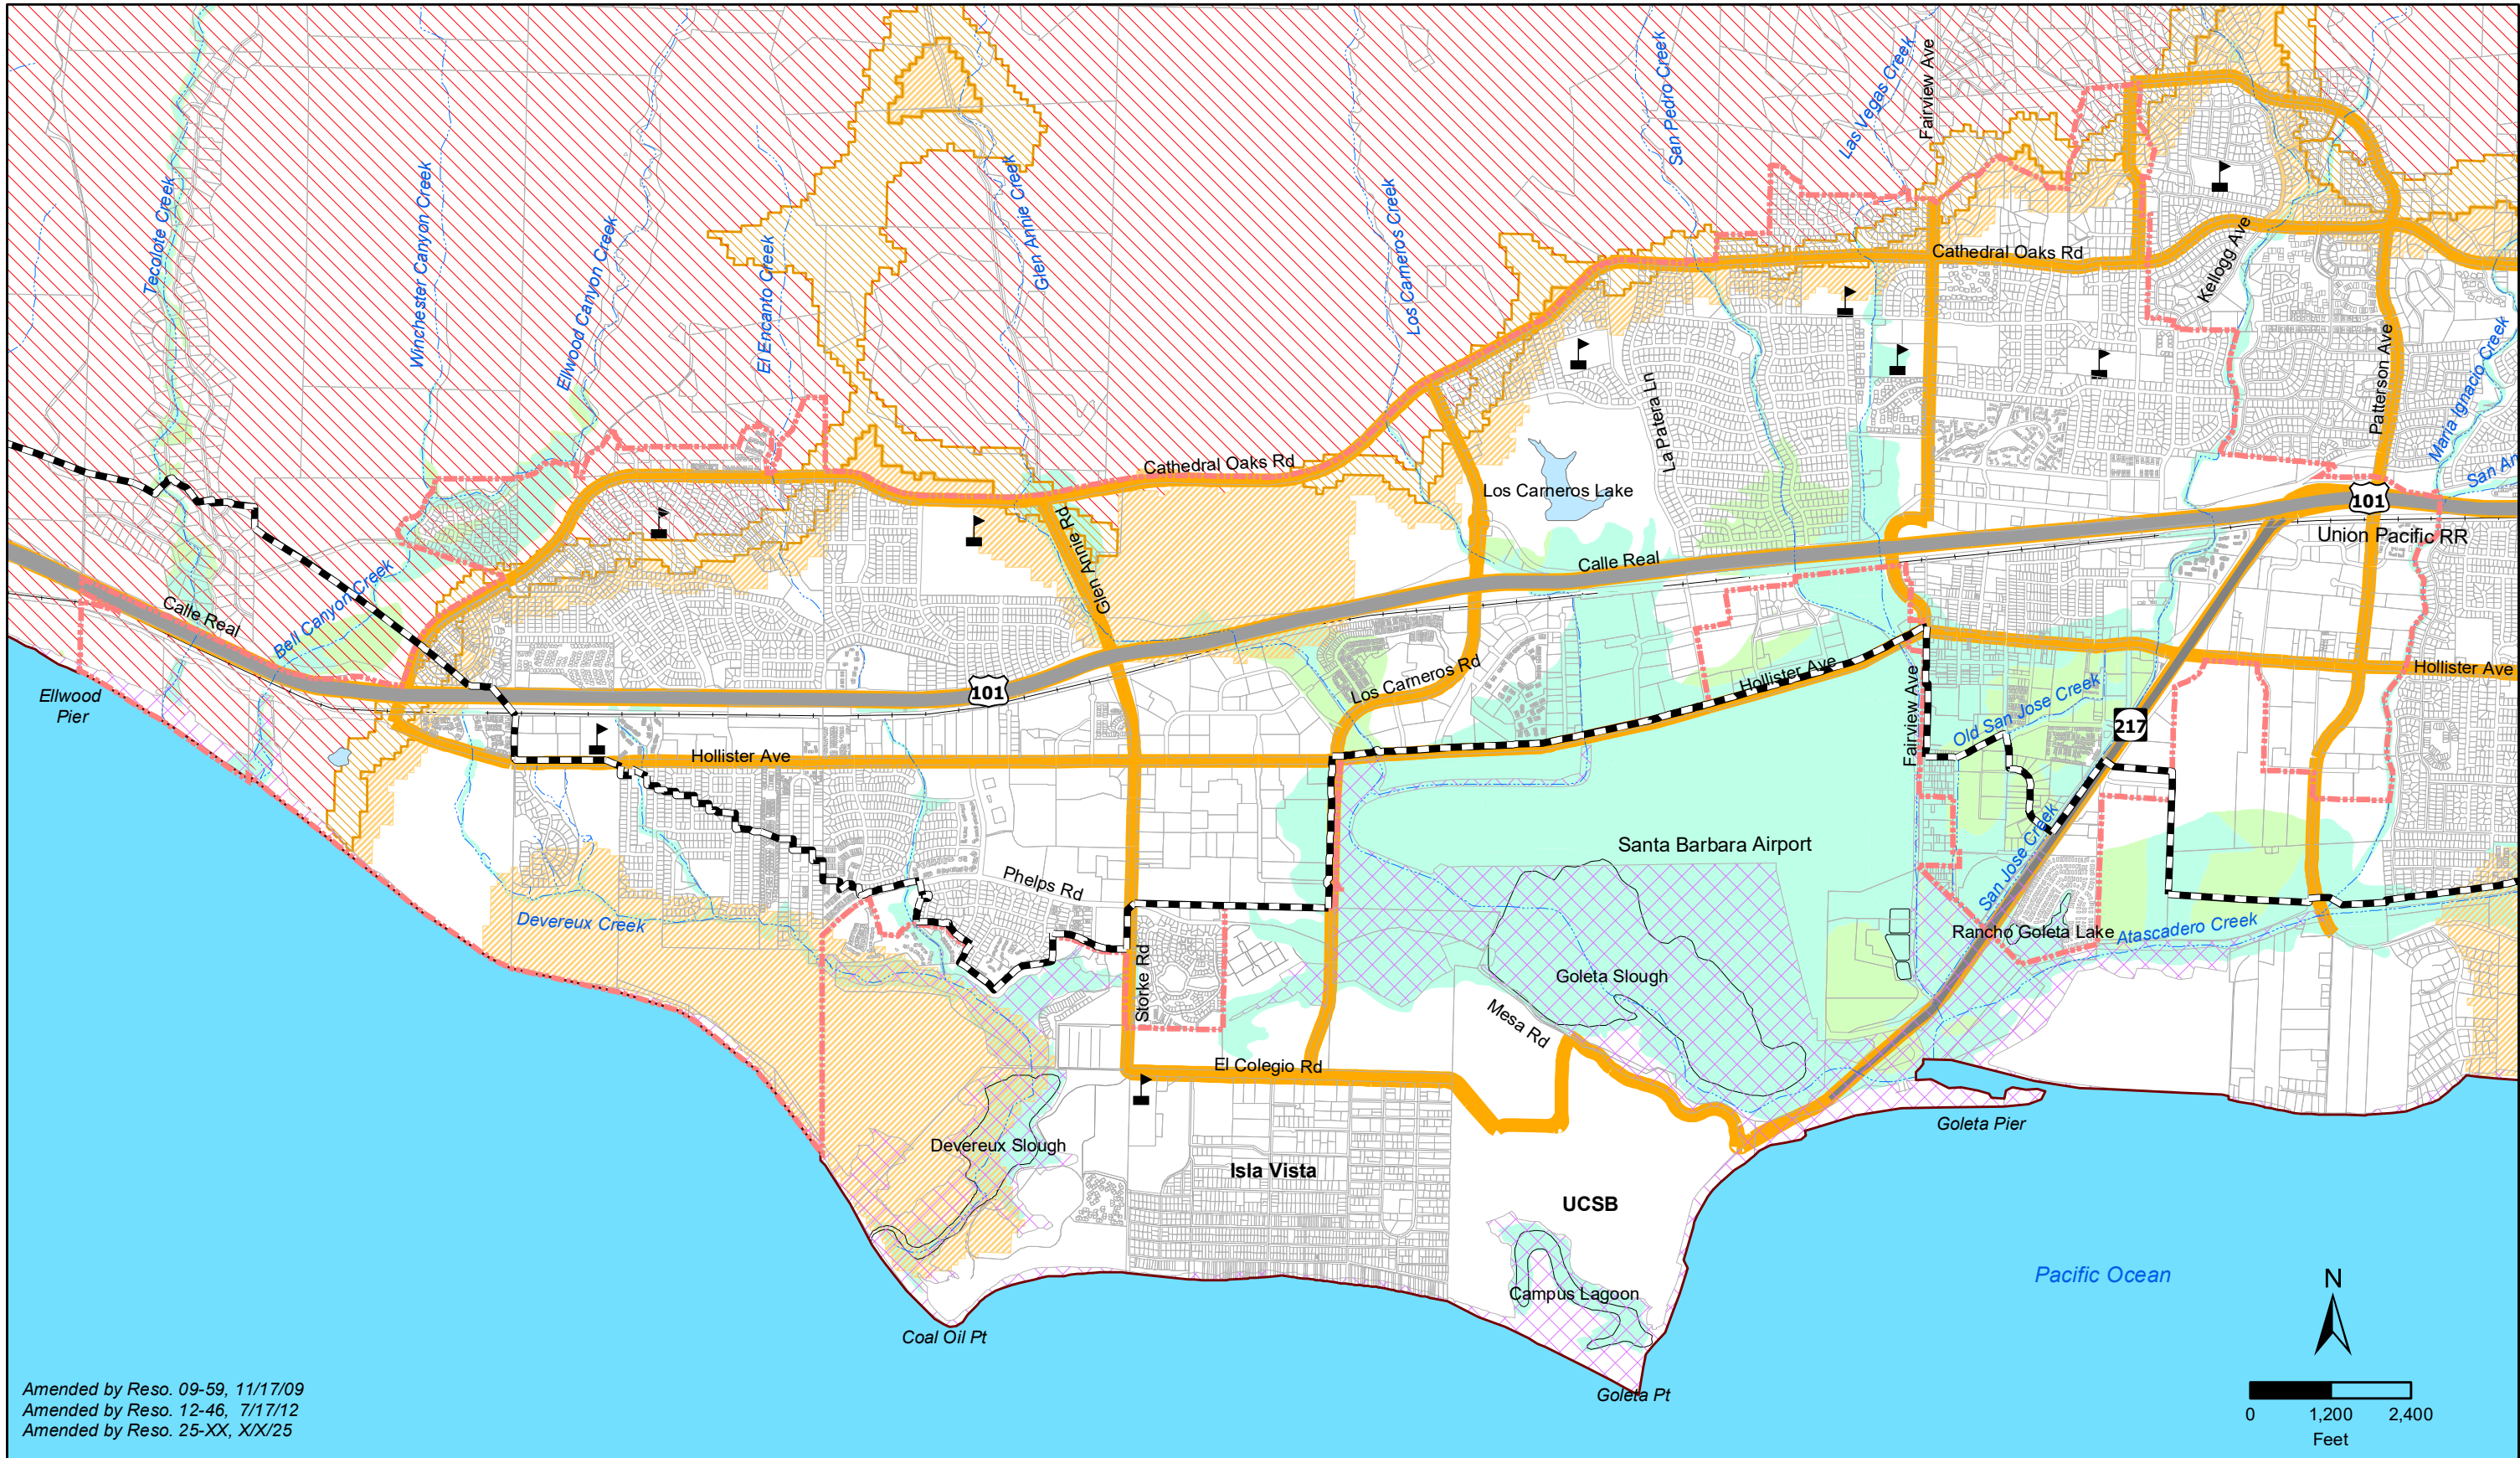 Tecolote Creek
Winchester Canyon Creek
Ellwood Canyon Creek
El Encanto Creek
Glen Annie Creek
Los Carneros Creek
San Pedro Creek
Las Vegas Creek
Fairview Ave
Cathedral Oaks Rd
Kellogg Ave
Patterson Ave
Maria Ignacio Creek
San An
La Patera Ln
Cathedral Oaks Rd
Los Carneros Lake
101
Union Pacific RR
Glen Annie Rd
Calle Real
Calle Real
Bell Canyon Creek
Ellwood
Pier
101
Los Carneros Rd
Hollister Ave
Hollister Ave
Fairview Ave
Old San Jose Creek
217
Hollister Ave
Santa Barbara Airport
San Jose Creek
Phelps Rd
Devereux Creek
Rancho Goleta Lake
Atascadero Creek
Storke Rd
Goleta Slough
Mesa Rd
El Colegio Rd
Goleta Pier
Devereux Slough
Isla Vista
UCSB
Campus Lagoon
Pacific Ocean
N
Coal Oil Pt
Goleta Pt
0 1,200 2,400
Feet
Amended by Reso. 09-59, 11/17/09
Amended by Reso. 12-46, 7/17/12
Amended by Reso. 25-XX, X/X/25